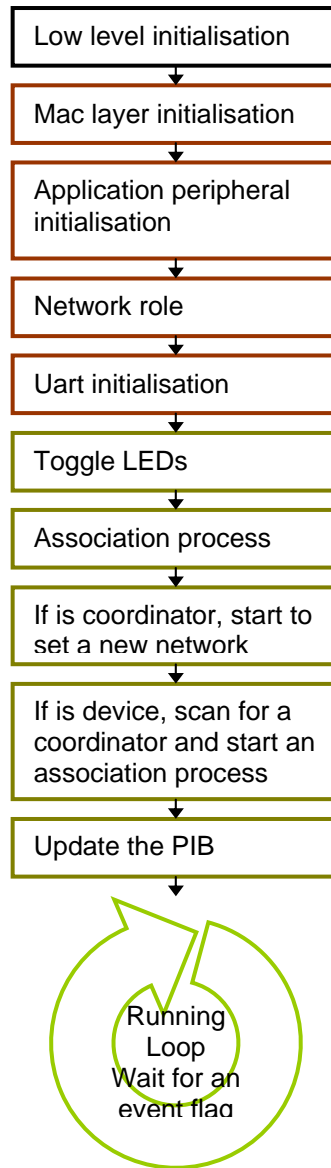 Low level initialisation
Mac layer initialisation
Application peripheral
initialisation
Network role
Uart initialisation
Toggle LEDs
Association process
If is coordinator, start to
set a new network
If is device, scan for a
coordinator and start an
association process
Update the PIB
Running
Loop
Wait for an
event flag